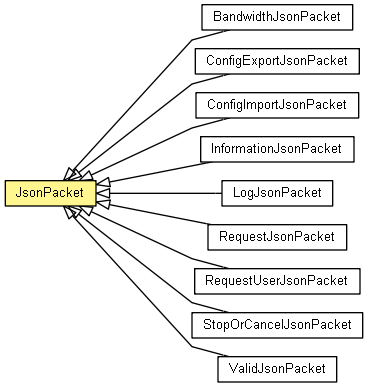 BandwidthJsonPacket
ConfigExportJsonPacket
ConfigImportJsonPacket
InformationJsonPacket
JsonPacket
LogJsonPacket
RequestJsonPacket
RequestUserJsonPacket
StopOrCancelJsonPacket
ValidJsonPacket